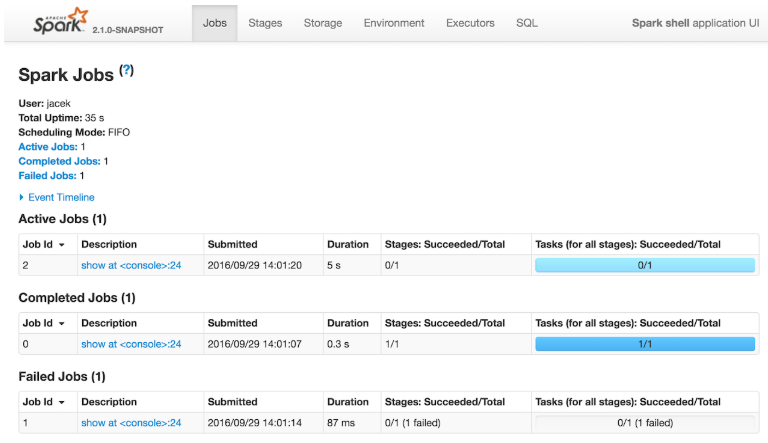 APACHE
Spark 2.1.0-SNAPSHOT Jobs Stages Storage Environment Executors SQL Spark shell application UI
Spark Jobs (?)
User: jacek
Total Uptime: 35 s
Scheduling Mode: FIFO
Active Jobs: 1
Completed Jobs: 1
Failed Jobs: 1
Event Timeline
Active Jobs (1)
Job Id Description Submitted Duration Stages: Succeeded/Total Tasks (for all stages): Succeeded/Total
2 show at <console>:24 2016/09/29 14:01:20 5 s 0/1 0/1
Completed Jobs (1)
Job Id Description Submitted Duration Stages: Succeeded/Total Tasks (for all stages): Succeeded/Total
0 show at <console>:24 2016/09/29 14:01:07 0.3 s 1/1 1/1
Failed Jobs (1)
Job Id Description Submitted Duration Stages: Succeeded/Total Tasks (for all stages): Succeeded/Total
1 show at <console>:24 2016/09/29 14:01:14 87 ms 0/1 (1 failed) 0/1 (1 failed)